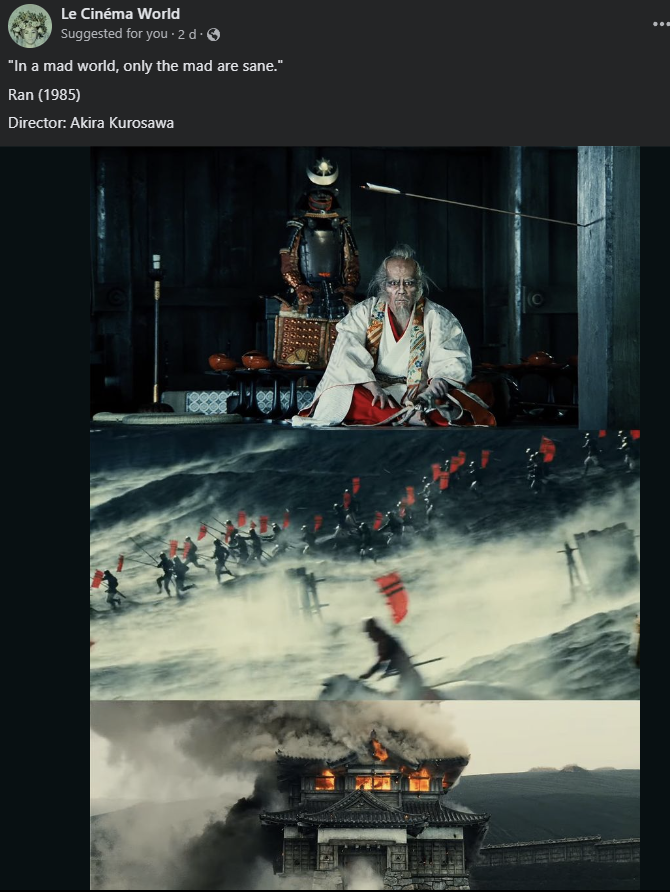 Le Cinéma World
Suggested for you · 2 d ·
"In a mad world, only the mad are sane."
Ran (1985)
Director: Akira Kurosawa